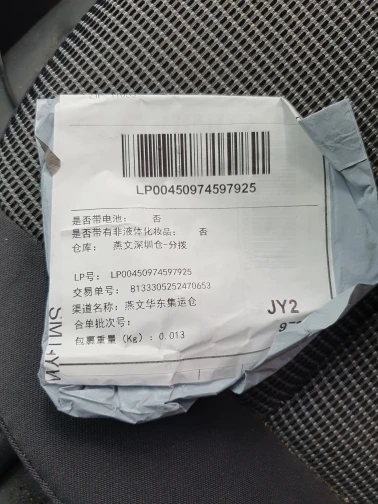 LP00450974597925
是否带电池： 否
是否带有非液体化妆品： 否
仓库： 燕文深圳仓-分拨
LP号： LP00450974597925
交易单号： 8133305252470653
渠道名称：燕文华东集运仓
JY2
合单批次号：
包裹重量（Kg）：0.013